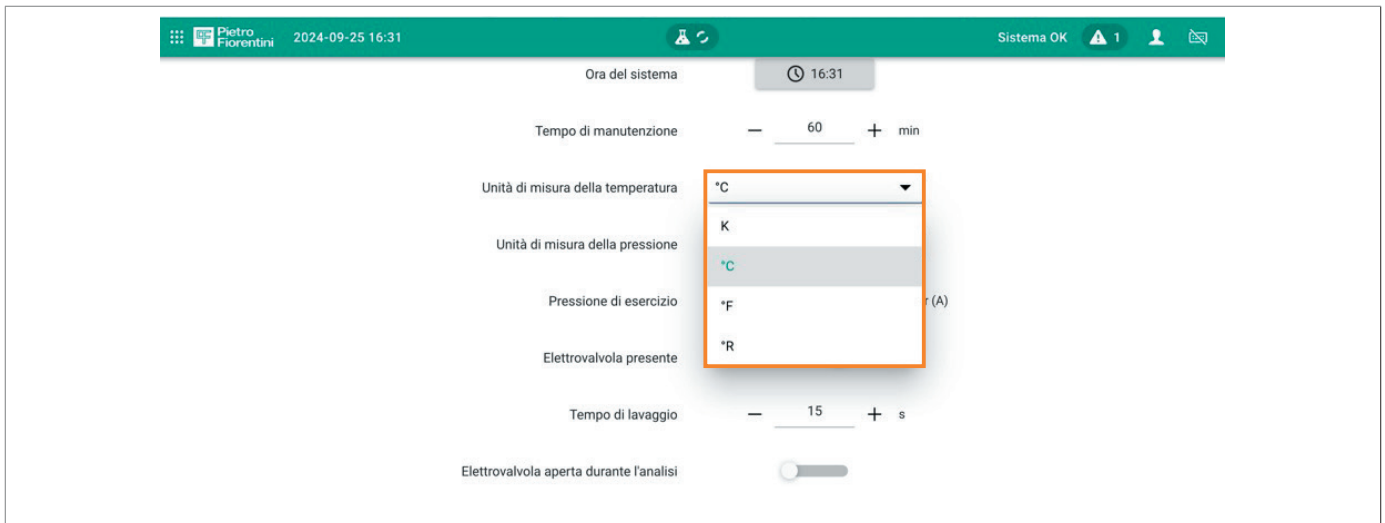 Pietro
Fiorentini
2024-09-25 16:31
Sistema OK
1
Ora del sistema
16:31
Tempo di manutenzione
— 60 + min
Unità di misura della temperatura
°C
K
Unità di misura della pressione
°C
Pressione di esercizio
°F
(A)
Elettrovalvola presente
°R
Tempo di lavaggio
— 15 + s
Elettrovalvola aperta durante l'analisi